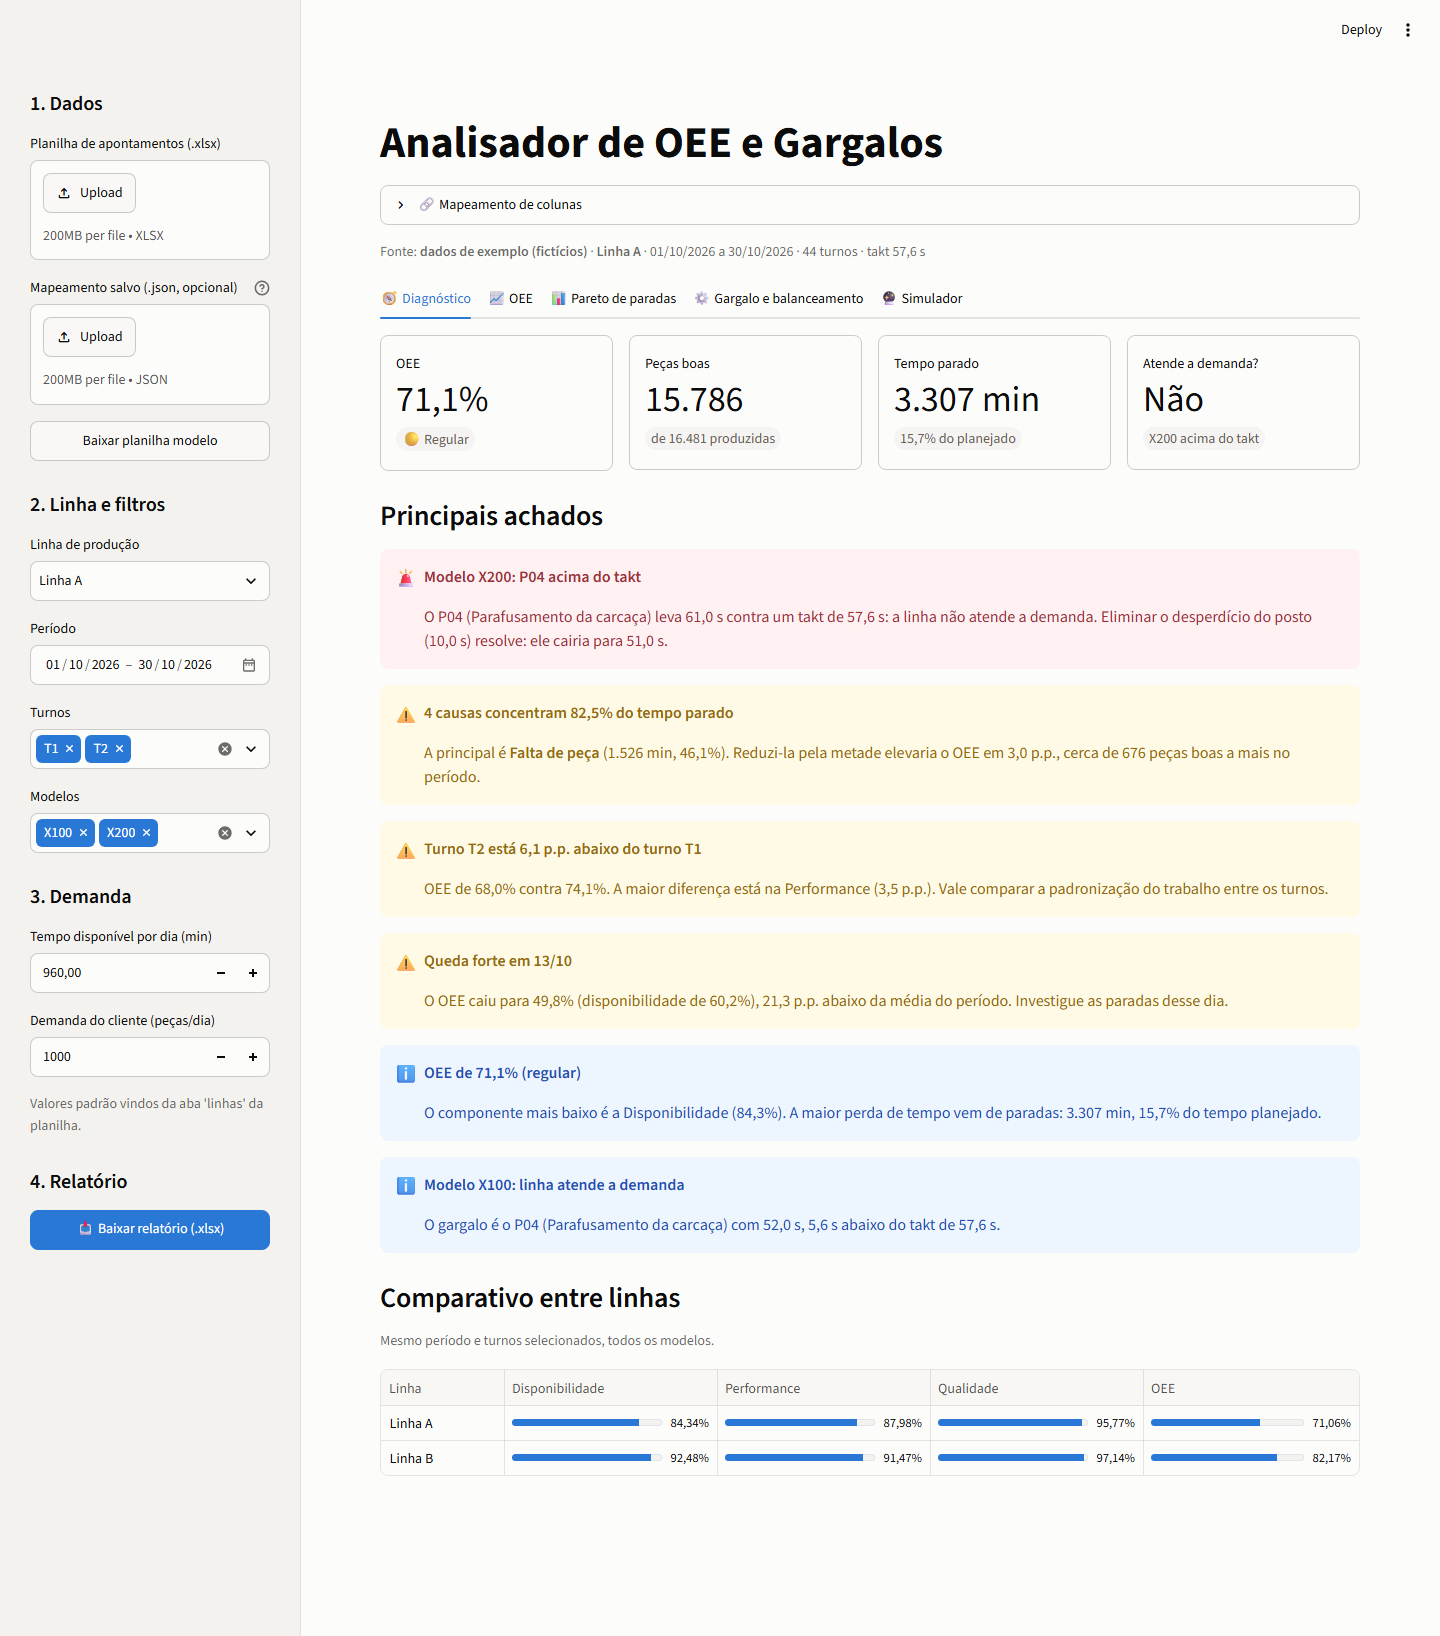 Deploy
1. Dados
Planilha de apontamentos (.xlsx)
Upload
200MB per file • XLSX
Mapeamento salvo (.json, opcional)
Upload
200MB per file • JSON
Baixar planilha modelo
2. Linha e filtros
Linha de produção
Linha A
Período
01/10/2026 – 30/10/2026
Turnos
T1 T2
Modelos
X100 X200
3. Demanda
Tempo disponível por dia (min)
960,00
Demanda do cliente (peças/dia)
1000
Valores padrão vindos da aba 'linhas' da
planilha.
4. Relatório
Baixar relatório (.xlsx)
Analisador de OEE e Gargalos
Mapeamento de colunas
Fonte: dados de exemplo (fictícios) · Linha A · 01/10/2026 a 30/10/2026 · 44 turnos · takt 57,6 s
Diagnóstico OEE Pareto de paradas Gargalo e balanceamento Simulador
OEE
71,1%
Regular
Peças boas
15.786
de 16.481 produzidas
Tempo parado
3.307 min
15,7% do planejado
Atende a demanda?
Não
X200 acima do takt
Principais achados
Modelo X200: P04 acima do takt
O P04 (Parafusamento da carcaça) leva 61,0 s contra um takt de 57,6 s: a linha não atende a demanda. Eliminar o desperdício do posto
(10,0 s) resolve: ele cairia para 51,0 s.
4 causas concentram 82,5% do tempo parado
A principal é Falta de peça (1.526 min, 46,1%). Reduzi-la pela metade elevaria o OEE em 3,0 p.p., cerca de 676 peças boas a mais no
período.
Turno T2 está 6,1 p.p. abaixo do turno T1
OEE de 68,0% contra 74,1%. A maior diferença está na Performance (3,5 p.p.). Vale comparar a padronização do trabalho entre os turnos.
Queda forte em 13/10
O OEE caiu para 49,8% (disponibilidade de 60,2%), 21,3 p.p. abaixo da média do período. Investigue as paradas desse dia.
OEE de 71,1% (regular)
O componente mais baixo é a Disponibilidade (84,3%). A maior perda de tempo vem de paradas: 3.307 min, 15,7% do tempo planejado.
Modelo X100: linha atende a demanda
O gargalo é o P04 (Parafusamento da carcaça) com 52,0 s, 5,6 s abaixo do takt de 57,6 s.
Comparativo entre linhas
Mesmo período e turnos selecionados, todos os modelos.
Linha Disponibilidade Performance Qualidade OEE
Linha A 84,34% 87,98% 95,77% 71,06%
Linha B 92,48% 91,47% 97,14% 82,17%